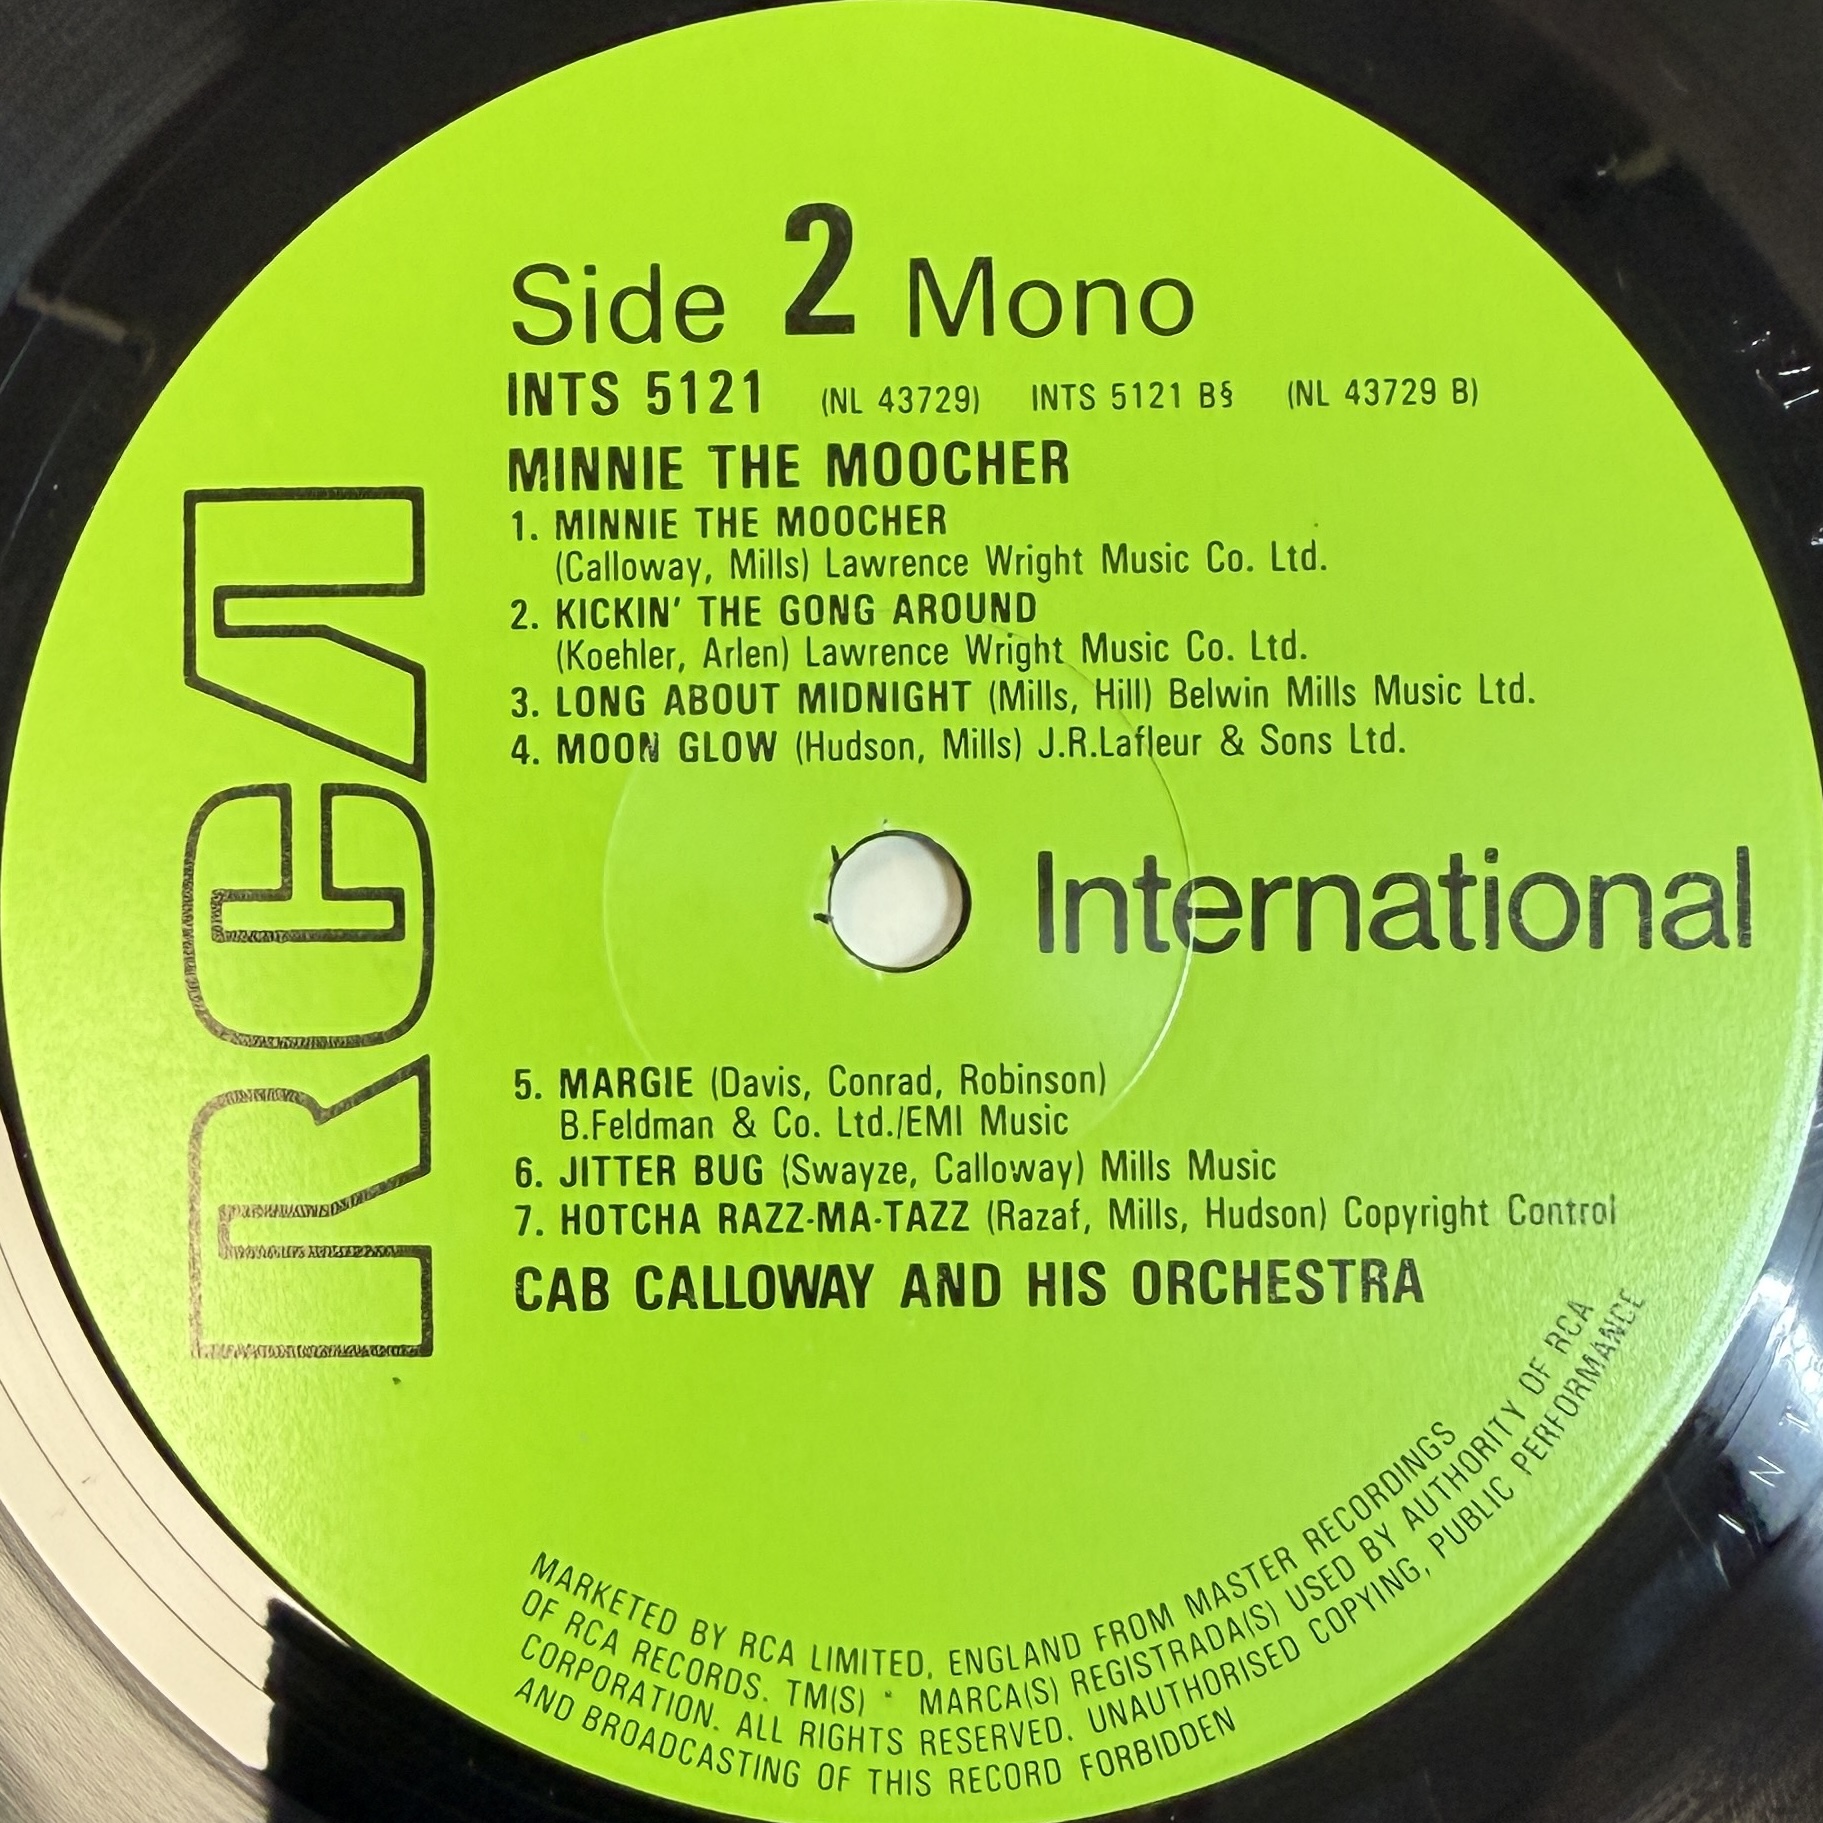 Side 2 Mono
INTS 5121 (NL 43729) INTS 5121 B§ (NL 43729 B)
MINNIE THE MOOCHER
1. MINNIE THE MOOCHER
(Calloway, Mills) Lawrence Wright Music Co. Ltd.
2. KICKIN' THE GONG AROUND
(Koehler, Arlen) Lawrence Wright Music Co. Ltd.
3. LONG ABOUT MIDNIGHT (Mills, Hill) Belwin Mills Music Ltd.
4. MOON GLOW (Hudson, Mills) J.R.Lafleur & Sons Ltd.
RCA
International
5. MARGIE (Davis, Conrad, Robinson)
B.Feldman & Co. Ltd./EMI Music
6. JITTER BUG (Swayze, Calloway) Mills Music
7. HOTCHA RAZZ-MA-TAZZ (Razaf, Mills, Hudson) Copyright Control
CAB CALLOWAY AND HIS ORCHESTRA
MARKETED BY RCA LIMITED, ENGLAND FROM MASTER RECORDINGS
OF RCA RECORDS. TM(S) • MARCA(S) REGISTRADA(S) USED BY AUTHORITY OF RCA
CORPORATION. ALL RIGHTS RESERVED. UNAUTHORISED COPYING, PUBLIC PERFORMANCE
AND BROADCASTING OF THIS RECORD FORBIDDEN